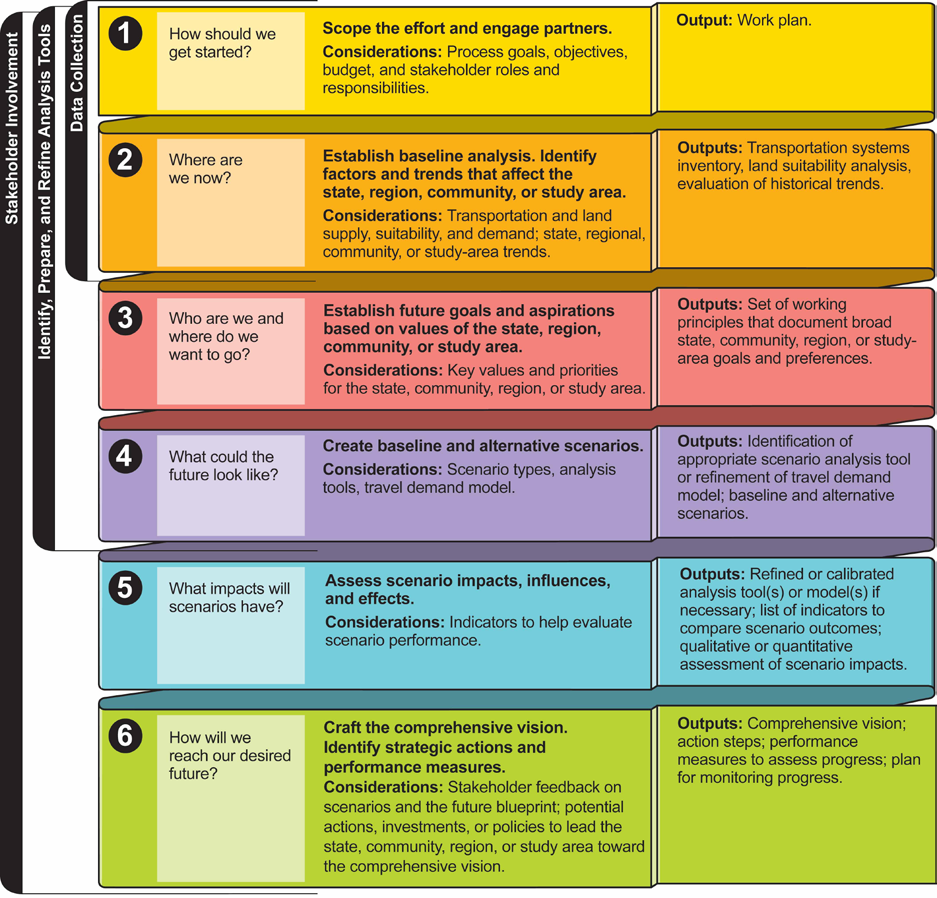 Stakeholder Involvement
Identify, Prepare, and Refine Analysis Tools
Data Collection
1
How should we
get started?
Scope the effort and engage partners.
Considerations: Process goals, objectives,
budget, and stakeholder roles and
responsibilities.
Output: Work plan.
2
Where are
we now?
Establish baseline analysis. Identify
factors and trends that affect the
state, region, community, or study area.
Considerations: Transportation and land
supply, suitability, and demand; state, regional,
community, or study-area trends.
Outputs: Transportation systems
inventory, land suitability analysis,
evaluation of historical trends.
3
Who are we and
where do we
want to go?
Establish future goals and aspirations
based on values of the state, region,
community, or study area.
Considerations: Key values and priorities
for the state, community, region, or study area.
Outputs: Set of working
principles that document broad
state, community, region, or study-
area goals and preferences.
4
What could the
future look like?
Create baseline and alternative scenarios.
Considerations: Scenario types, analysis
tools, travel demand model.
Outputs: Identification of
appropriate scenario analysis tool
or refinement of travel demand
model; baseline and alternative
scenarios.
5
What impacts will
scenarios have?
Assess scenario impacts, influences,
and effects.
Considerations: Indicators to help evaluate
scenario performance.
Outputs: Refined or calibrated
analysis tool(s) or model(s) if
necessary; list of indicators to
compare scenario outcomes;
qualitative or quantitative
assessment of scenario impacts.
6
How will we
reach our desired
future?
Craft the comprehensive vision.
Identify strategic actions and
performance measures.
Considerations: Stakeholder feedback on
scenarios and the future blueprint; potential
actions, investments, or policies to lead the
state, community, region, or study area toward
the comprehensive vision.
Outputs: Comprehensive vision;
action steps; performance
measures to assess progress; plan
for monitoring progress.